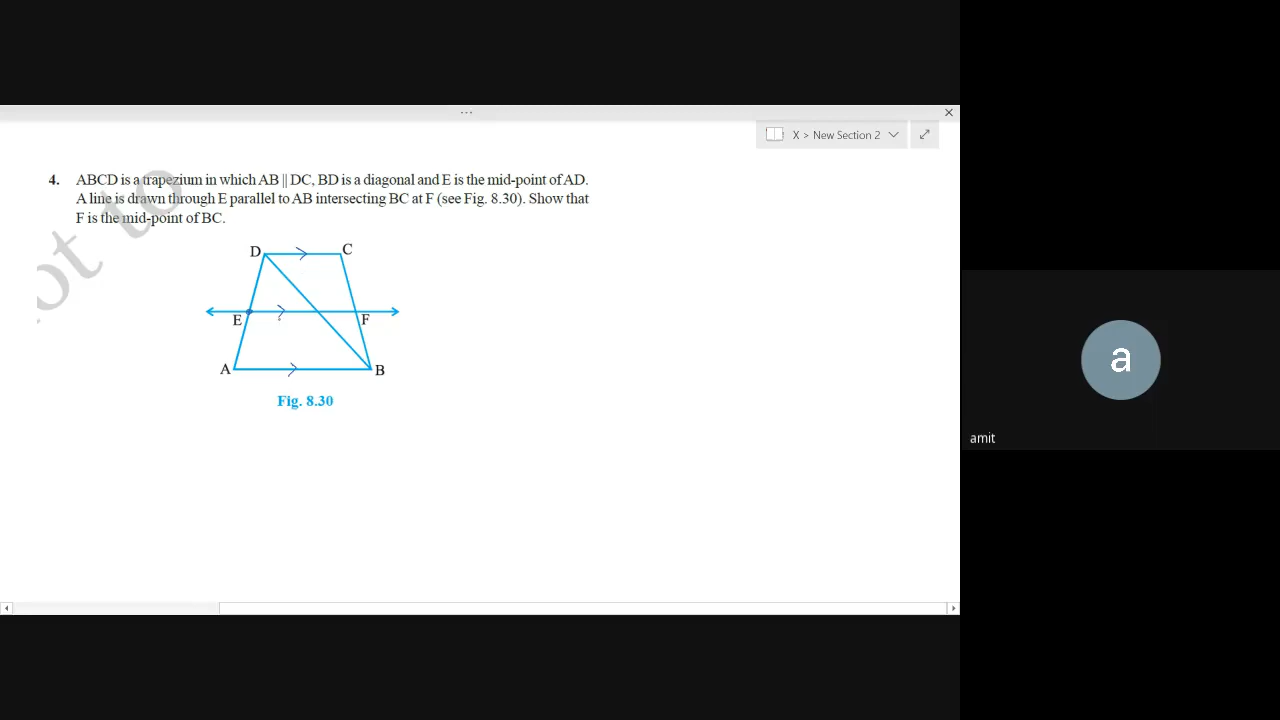 ...
X > New Section 2
4. ABCD is a trapezium in which AB || DC, BD is a diagonal and E is the mid-point of AD.
A line is drawn through E parallel to AB intersecting BC at F (see Fig. 8.30). Show that
F is the mid-point of BC.
ot to
D C
E F
A B
Fig. 8.30
a
amit